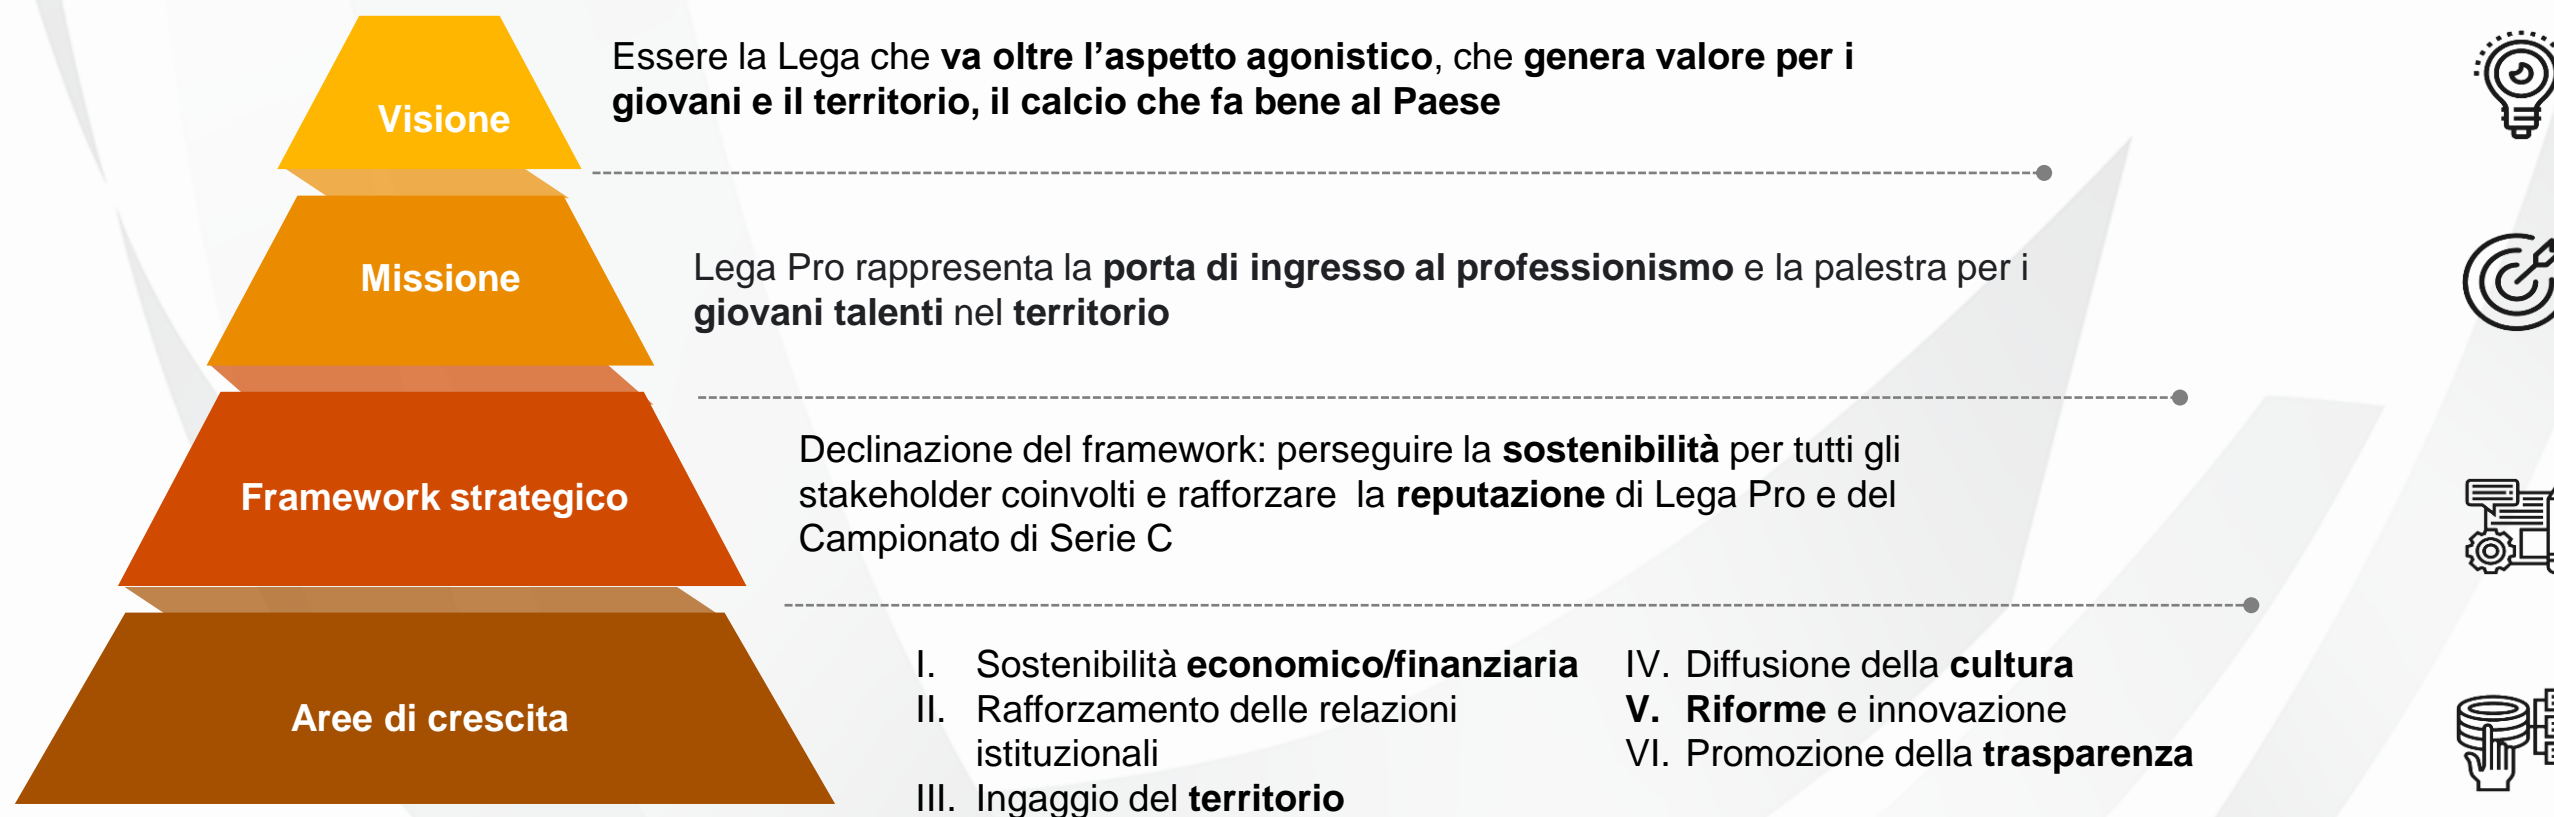 Visione
Essere la Lega che va oltre l’aspetto agonistico, che genera valore per i
giovani e il territorio, il calcio che fa bene al Paese
Missione
Lega Pro rappresenta la porta di ingresso al professionismo e la palestra per i
giovani talenti nel territorio
Framework strategico
Declinazione del framework: perseguire la sostenibilità per tutti gli
stakeholder coinvolti e rafforzare  la reputazione di Lega Pro e del
Campionato di Serie C
Aree di crescita
I. Sostenibilità economico/finanziaria
II. Rafforzamento delle relazioni
istituzionali
III. Ingaggio del territorio
IV. Diffusione della cultura
V. Riforme e innovazione
VI. Promozione della trasparenza